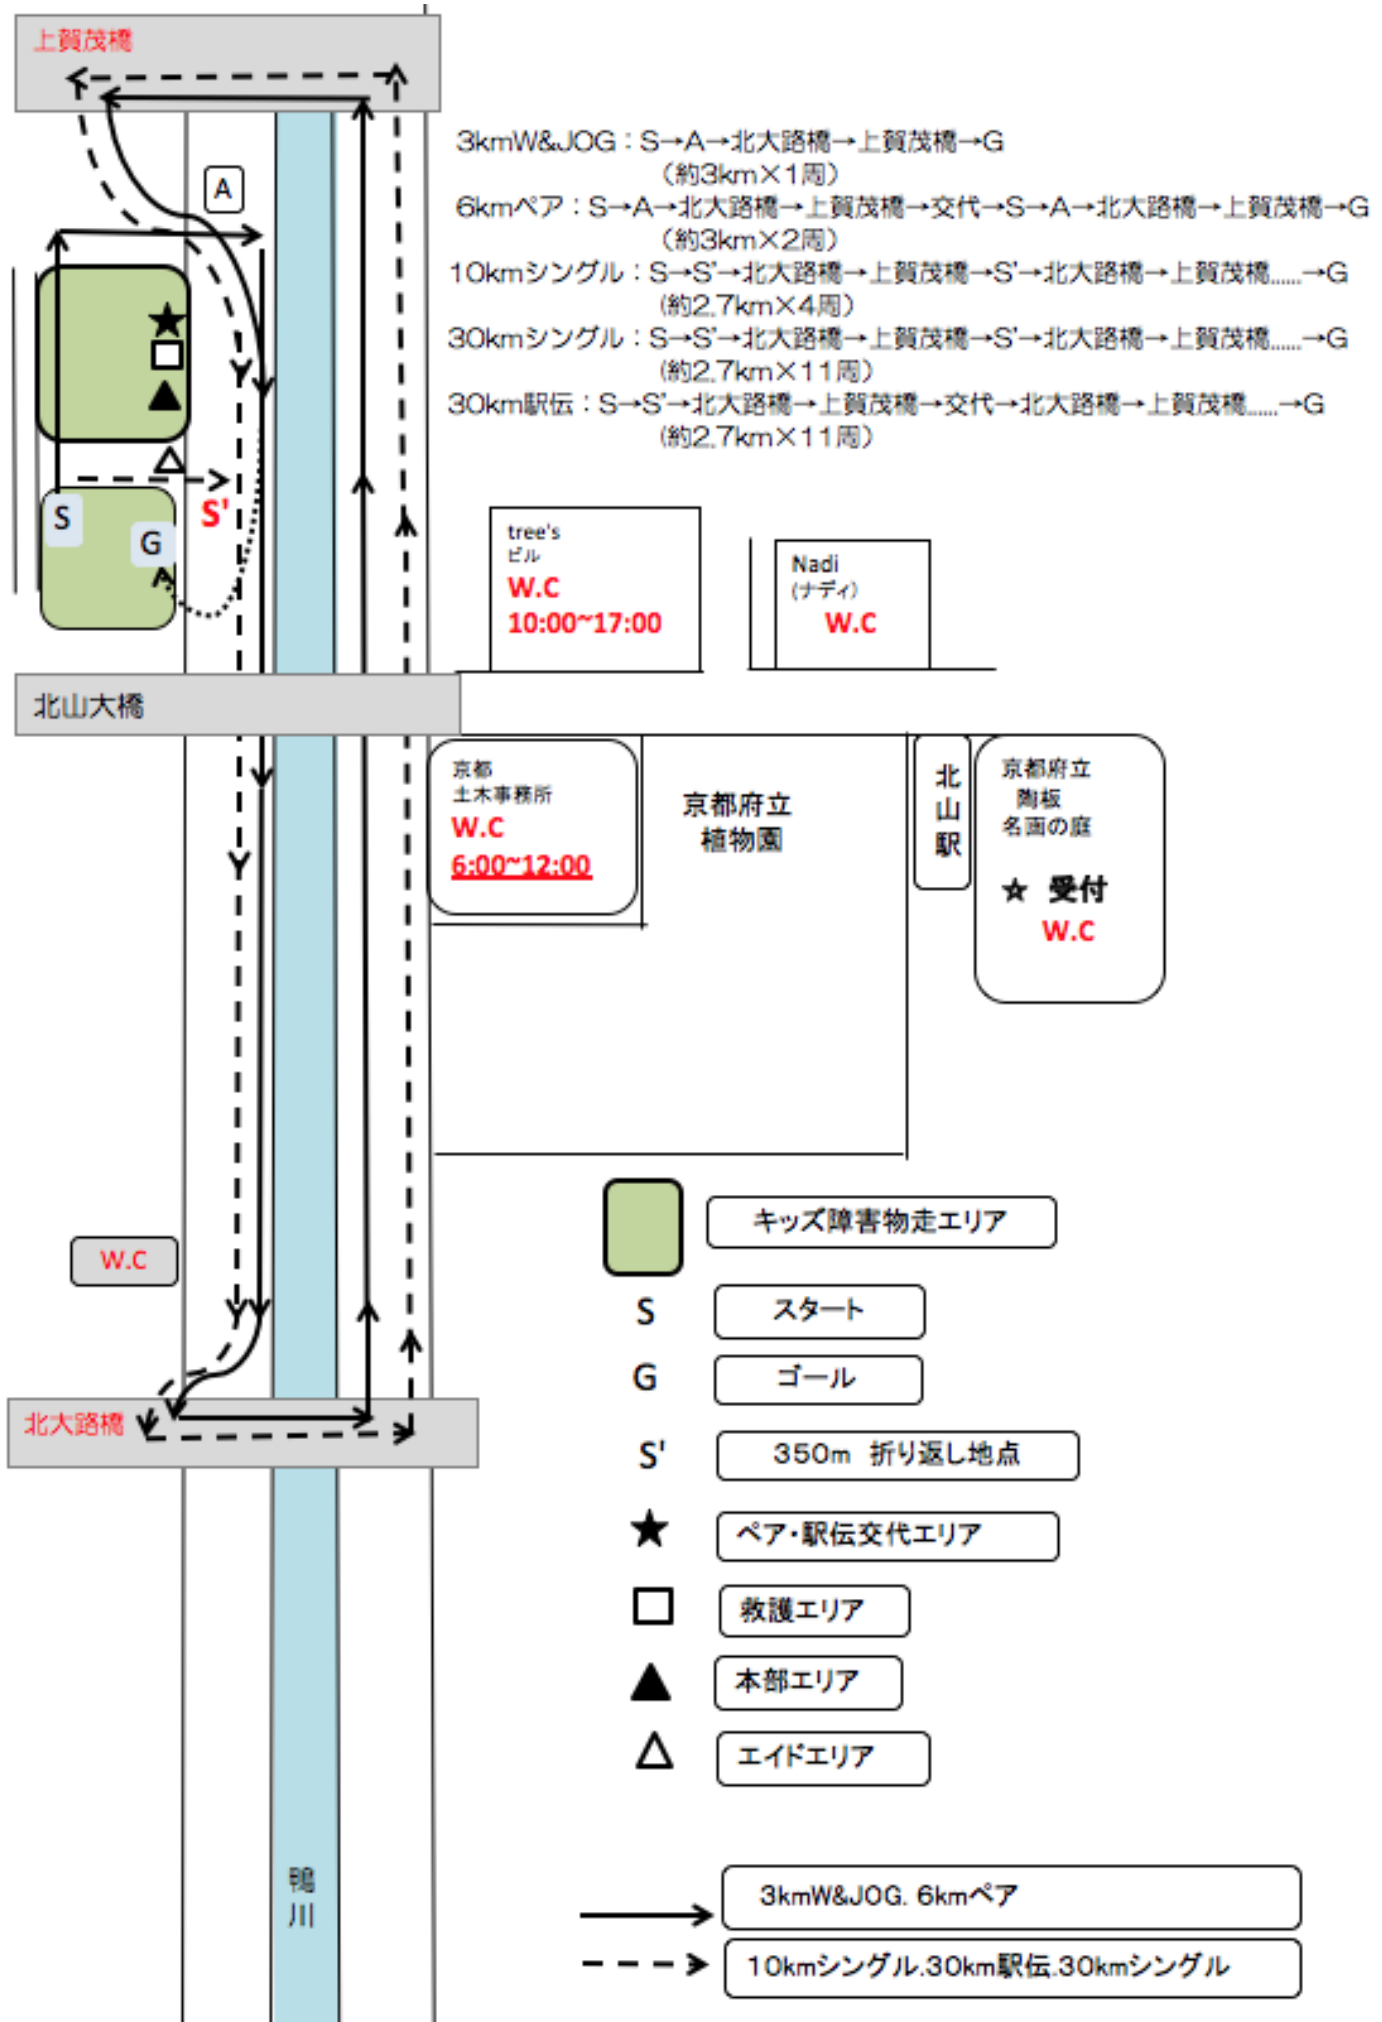 上賀茂橋
3kmW&JOG：S→A→北大路橋→上賀茂橋→G
（約3km×1周）
A
6kmペア：S→A→北大路橋→上賀茂橋→交代→S→A→北大路橋→上賀茂橋→G
（約3km×2周）
10kmシングル：S→S'→北大路橋→上賀茂橋→S'→北大路橋→上賀茂橋......→G
(約2.7km×4周）
30kmシングル：S→S'→北大路橋→上賀茂橋→S'→北大路橋→上賀茂橋......→G
(約2.7km×11周）
30km駅伝：S→S'→北大路橋→上賀茂橋→交代→北大路橋→上賀茂橋......→G
(約2.7km×11周）
S
S'
G
tree's
ビル
W.C
10:00~17:00
Nadi
(ナディ)
W.C
北山大橋
京都
土木事務所
W.C
6:00~12:00
京都府立
植物園
北山駅
京都府立
陶板
名画の庭
☆ 受付
W.C
W.C
キッズ障害物走エリア
S スタート
G ゴール
北大路橋
S' 350m 折り返し地点
★ ペア・駅伝交代エリア
□ 救護エリア
▲ 本部エリア
△ エイドエリア
鴨川
3kmW&JOG. 6kmペア
10kmシングル.30km駅伝.30kmシングル